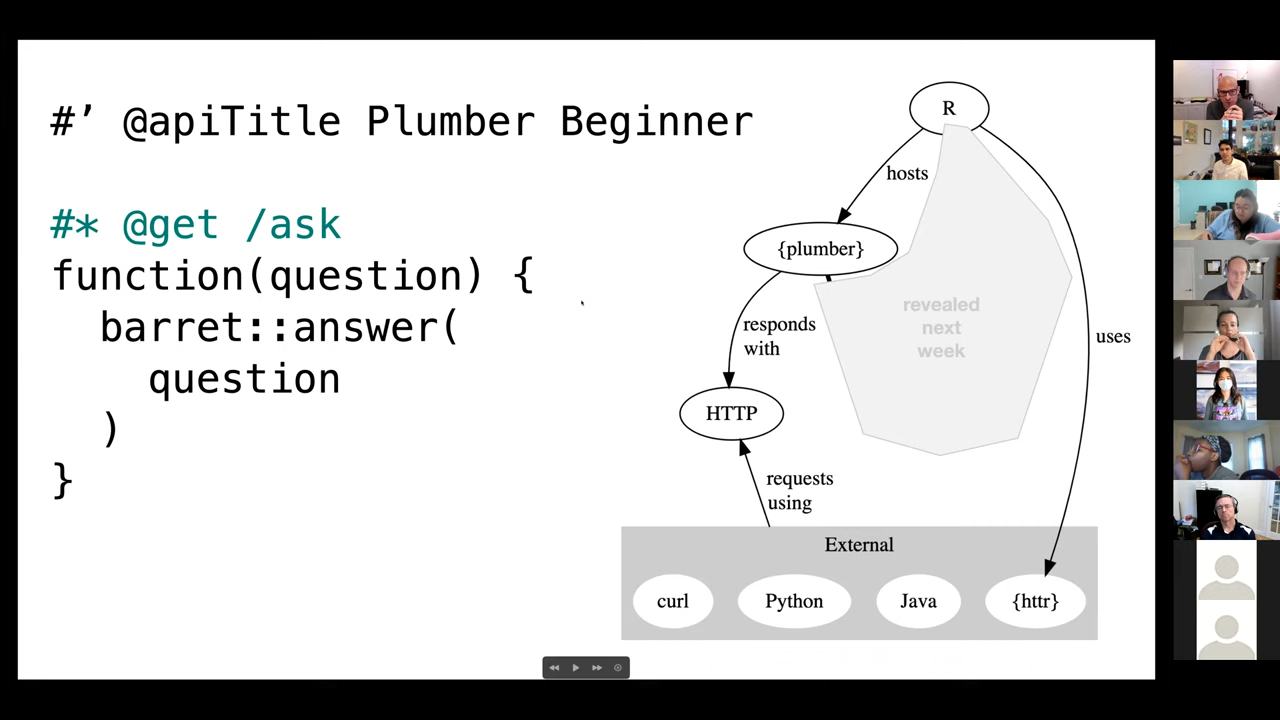 #’ @apiTitle Plumber Beginner
#* @get /ask
function(question) {
barret::answer(
question
)
}
R
hosts
{plumber}
responds
with
revealed
next
week
uses
HTTP
requests
using
External
curl
Python
Java
{httr}